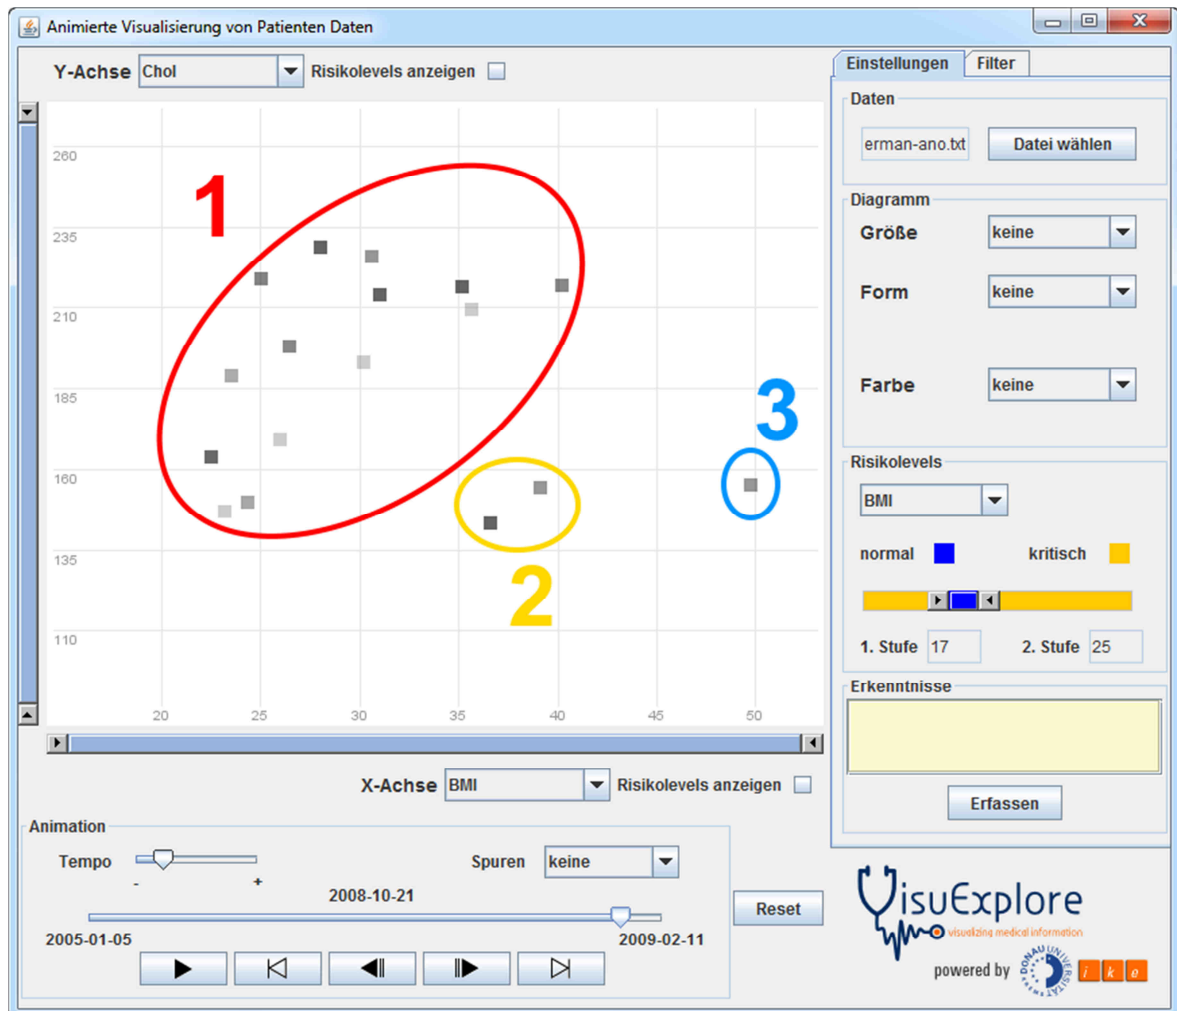 Animierte Visualisierung von Patienten Daten
Y-Achse Chol Risikolevels anzeigen
260
235
210
185
160
135
110
20 25 30 35 40 45 50
1
2
3
X-Achse BMI Risikolevels anzeigen
Animation
Tempo
- +
Spuren keine
2008-10-21
2005-01-05 2009-02-11
Reset
Einstellungen Filter
Daten
erman-ano.txt Datei wählen
Diagramm
Größe keine
Form keine
Farbe keine
Risikolevels
BMI
normal kritisch
1. Stufe 17 2. Stufe 25
Erkenntnisse
Erfassen
VisuExplore
visualizing medical information
powered by DONAU UNIVERSITÄT KREMS i k e